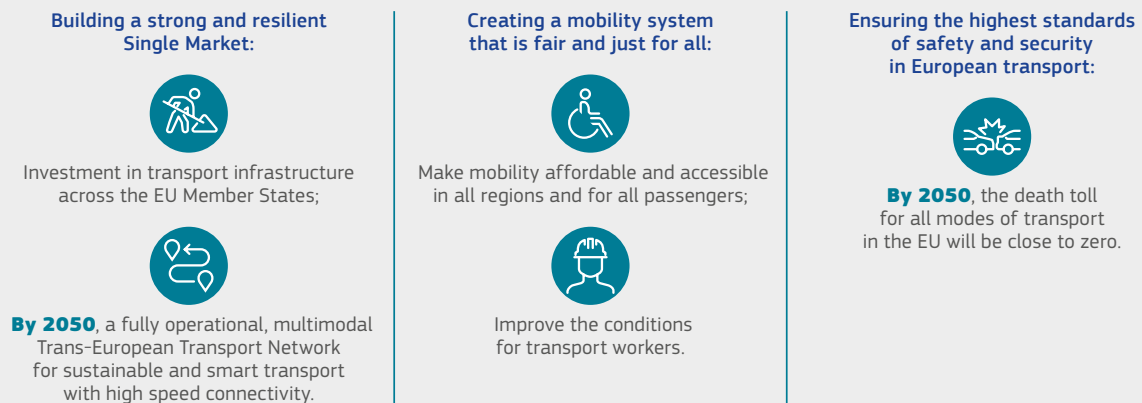 Building a strong and resilient
Single Market:
Investment in transport infrastructure
across the EU Member States;
By 2050, a fully operational, multimodal
Trans-European Transport Network
for sustainable and smart transport
with high speed connectivity.
Creating a mobility system
that is fair and just for all:
Make mobility affordable and accessible
in all regions and for all passengers;
Improve the conditions
for transport workers.
Ensuring the highest standards
of safety and security
in European transport:
By 2050, the death toll
for all modes of transport
in the EU will be close to zero.